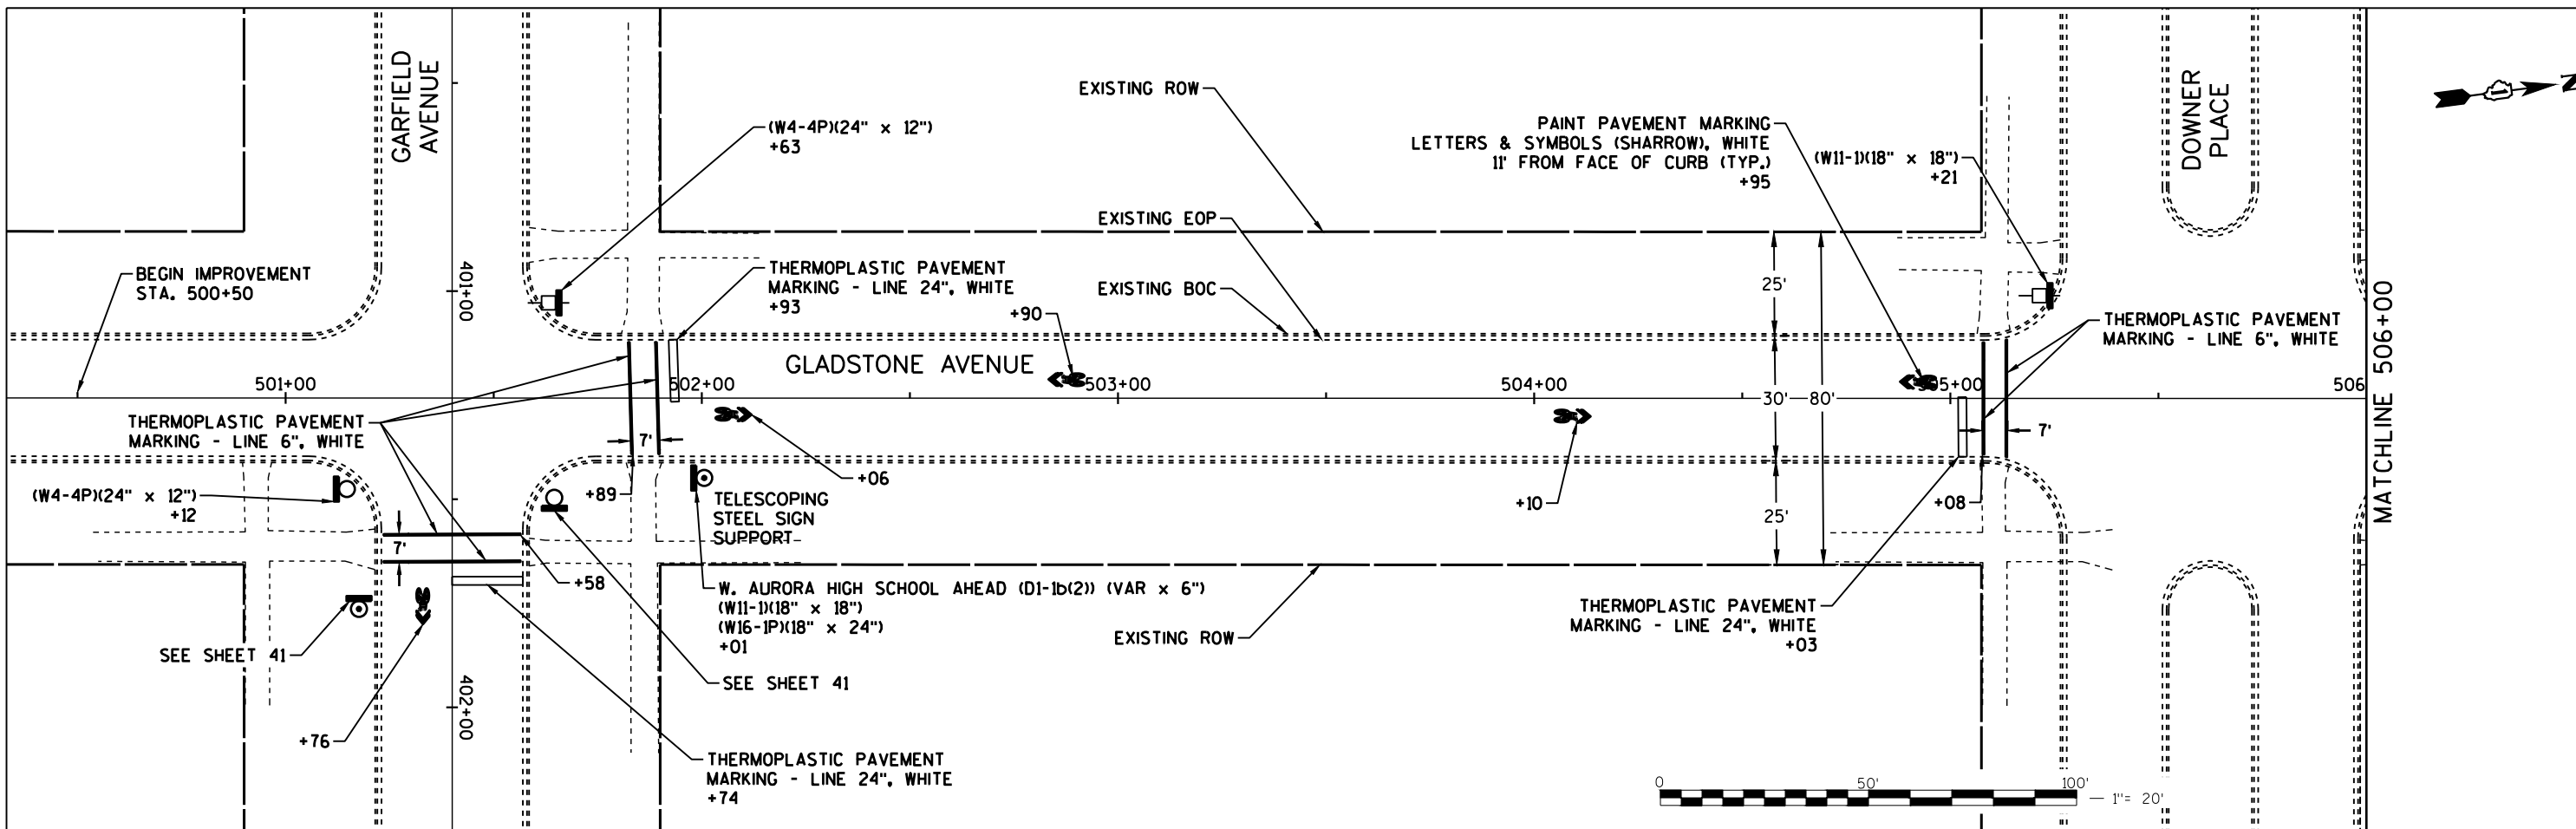 GARFIELD
AVENUE
DOWNER
PLACE
N
(W4-4P)(24" x 12")
+63
EXISTING ROW
PAINT PAVEMENT MARKING
LETTERS & SYMBOLS (SHARROW), WHITE
11' FROM FACE OF CURB (TYP.)
+95
(W11-1)(18" x 18")
+21
EXISTING EOP
BEGIN IMPROVEMENT
STA. 500+50
401+00
THERMOPLASTIC PAVEMENT
MARKING - LINE 24", WHITE
+93
EXISTING BOC
+90
25'
THERMOPLASTIC PAVEMENT
MARKING - LINE 6", WHITE
MATCHLINE 506+00
GLADSTONE AVENUE
501+00
502+00
503+00
504+00
505+00
506
30'
80'
THERMOPLASTIC PAVEMENT
MARKING - LINE 6", WHITE
7'
7'
+06
(W4-4P)(24" x 12")
+12
+89
TELESCOPING
STEEL SIGN
SUPPORT
+10
+08
25'
7'
+58
W. AURORA HIGH SCHOOL AHEAD (D1-1b(2)) (VAR x 6")
(W11-1)(18" x 18")
(W16-1P)(18" x 24")
+01
THERMOPLASTIC PAVEMENT
MARKING - LINE 24", WHITE
+03
EXISTING ROW
SEE SHEET 41
SEE SHEET 41
402+00
+76
THERMOPLASTIC PAVEMENT
MARKING - LINE 24", WHITE
+74
0
50'
100'
1"= 20'